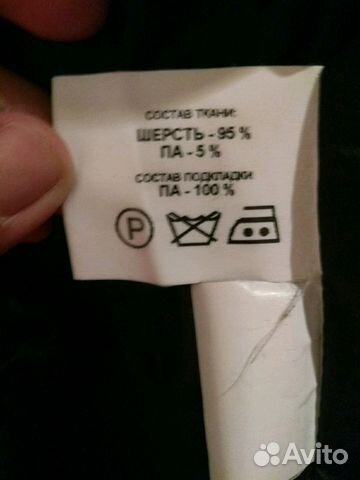 СОСТАВ ТКАНИ:
ШЕРСТЬ - 95 %
ПА - 5 %
СОСТАВ ПОДКЛАДКИ
ПА - 100 %
P
Avito